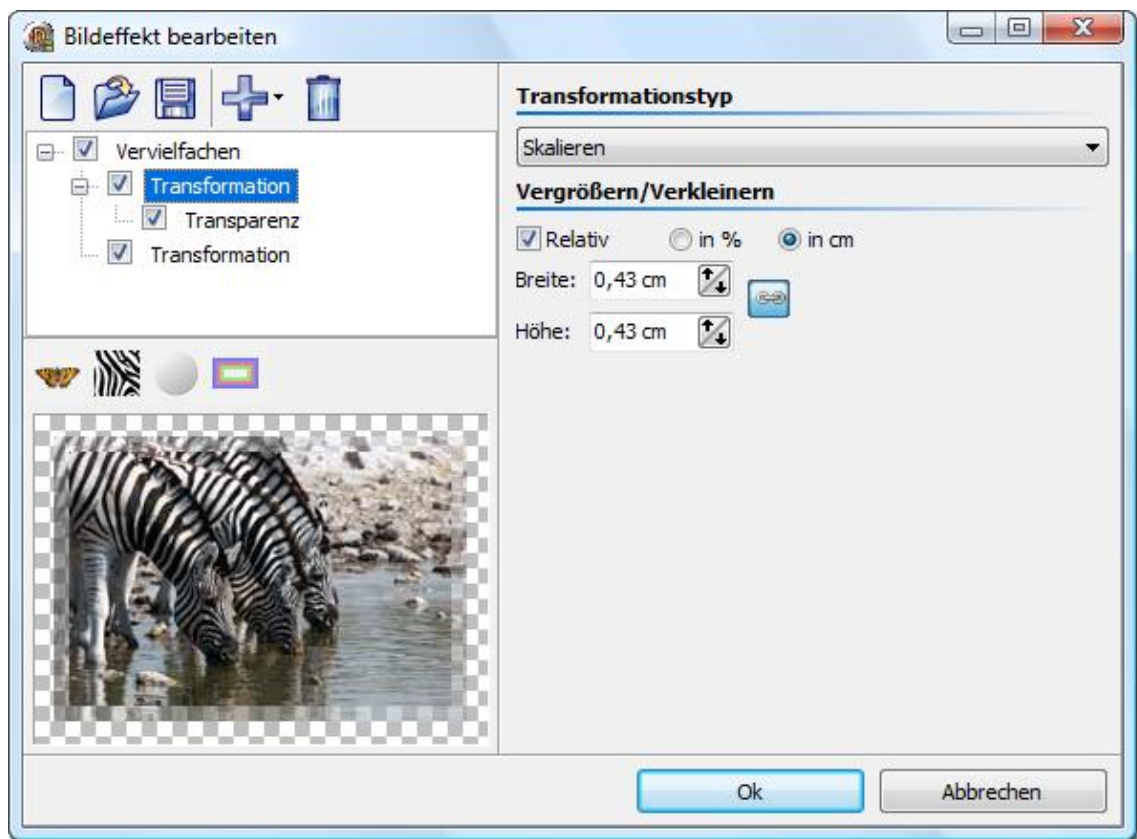 Bildeffekt bearbeiten
Vervielfachen
Transformation
Transparenz
Transformation
Transformationstyp
Skalieren
Vergrößern/Verkleinern
Relativ in % in cm
Breite: 0,43 cm
Höhe: 0,43 cm
Ok Abbrechen